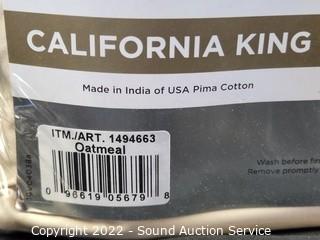 CALIFORNIA KING
Made in India of USA Pima Cotton
ITM./ART. 1494663
Oatmeal
0 96619 05679 8
Wash before
Remove promptly
Copyright 2022 - Sound Auction Service